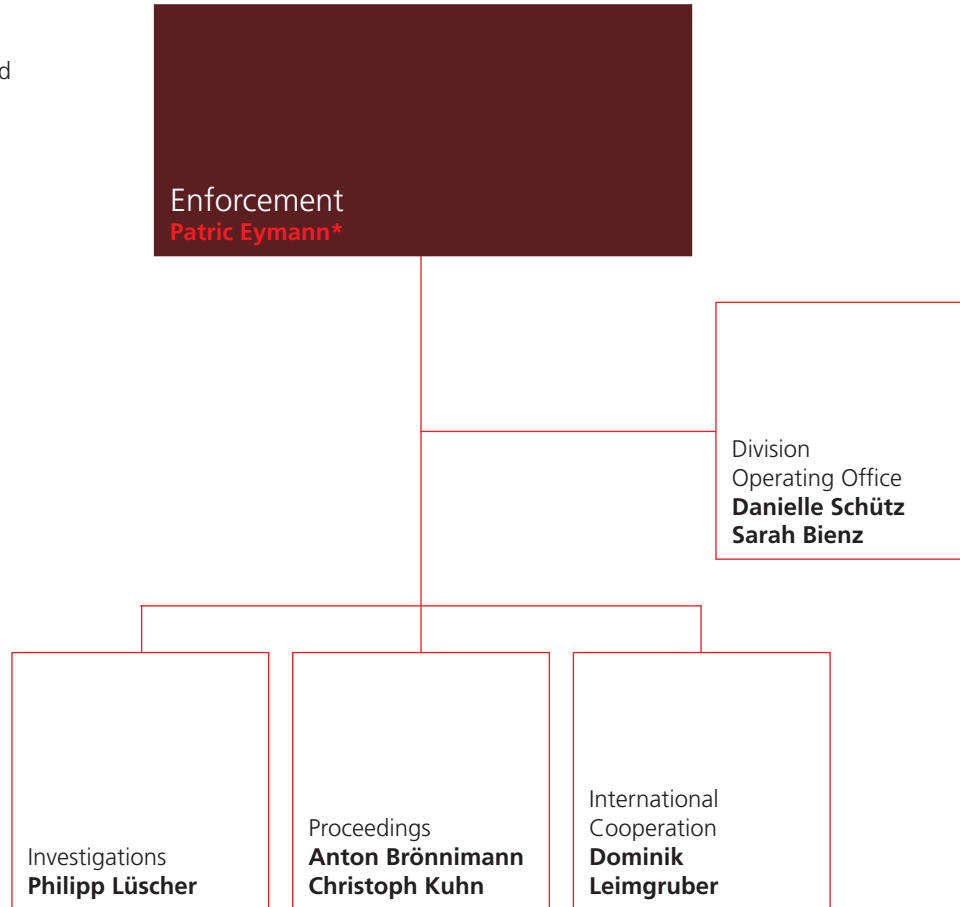 Enforcement
Patric Eymann*
Division
Operating Office
Danielle Schütz
Sarah Bienz
Investigations
Philipp Lüscher
Proceedings
Anton Brönnimann
Christoph Kuhn
International
Cooperation
Dominik
Leimgruber